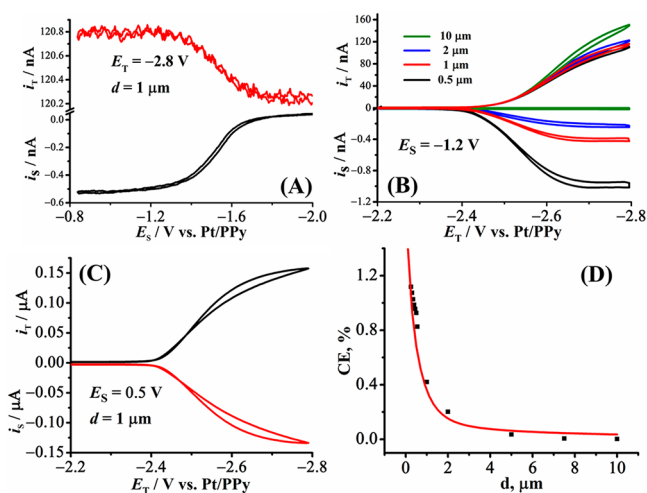 120.8
120.6
120.4
120.2
0.0
-0.2
-0.4
-0.6
i_T / nA
i_S / nA
E_T = −2.8 V
d = 1 μm
(A)
-0.8 -1.2 -1.6 -2.0
E_S / V vs. Pt/PPy
160
120
80
40
0
-0.4
-0.8
-1.2
i_T / nA
i_S / nA
10 μm
2 μm
1 μm
0.5 μm
E_S = −1.2 V
(B)
-2.2 -2.4 -2.6 -2.8
E_T / V vs. Pt/PPy
(C)
0.15
0.10
0.05
0.00
-0.05
-0.10
-0.15
i_T / μA
i_S / μA
E_S = 0.5 V
d = 1 μm
-2.2 -2.4 -2.6 -2.8
E_T / V vs. Pt/PPy
(D)
CE, %
1.2
0.8
0.4
0.0
0 2 4 6 8 10
d, μm